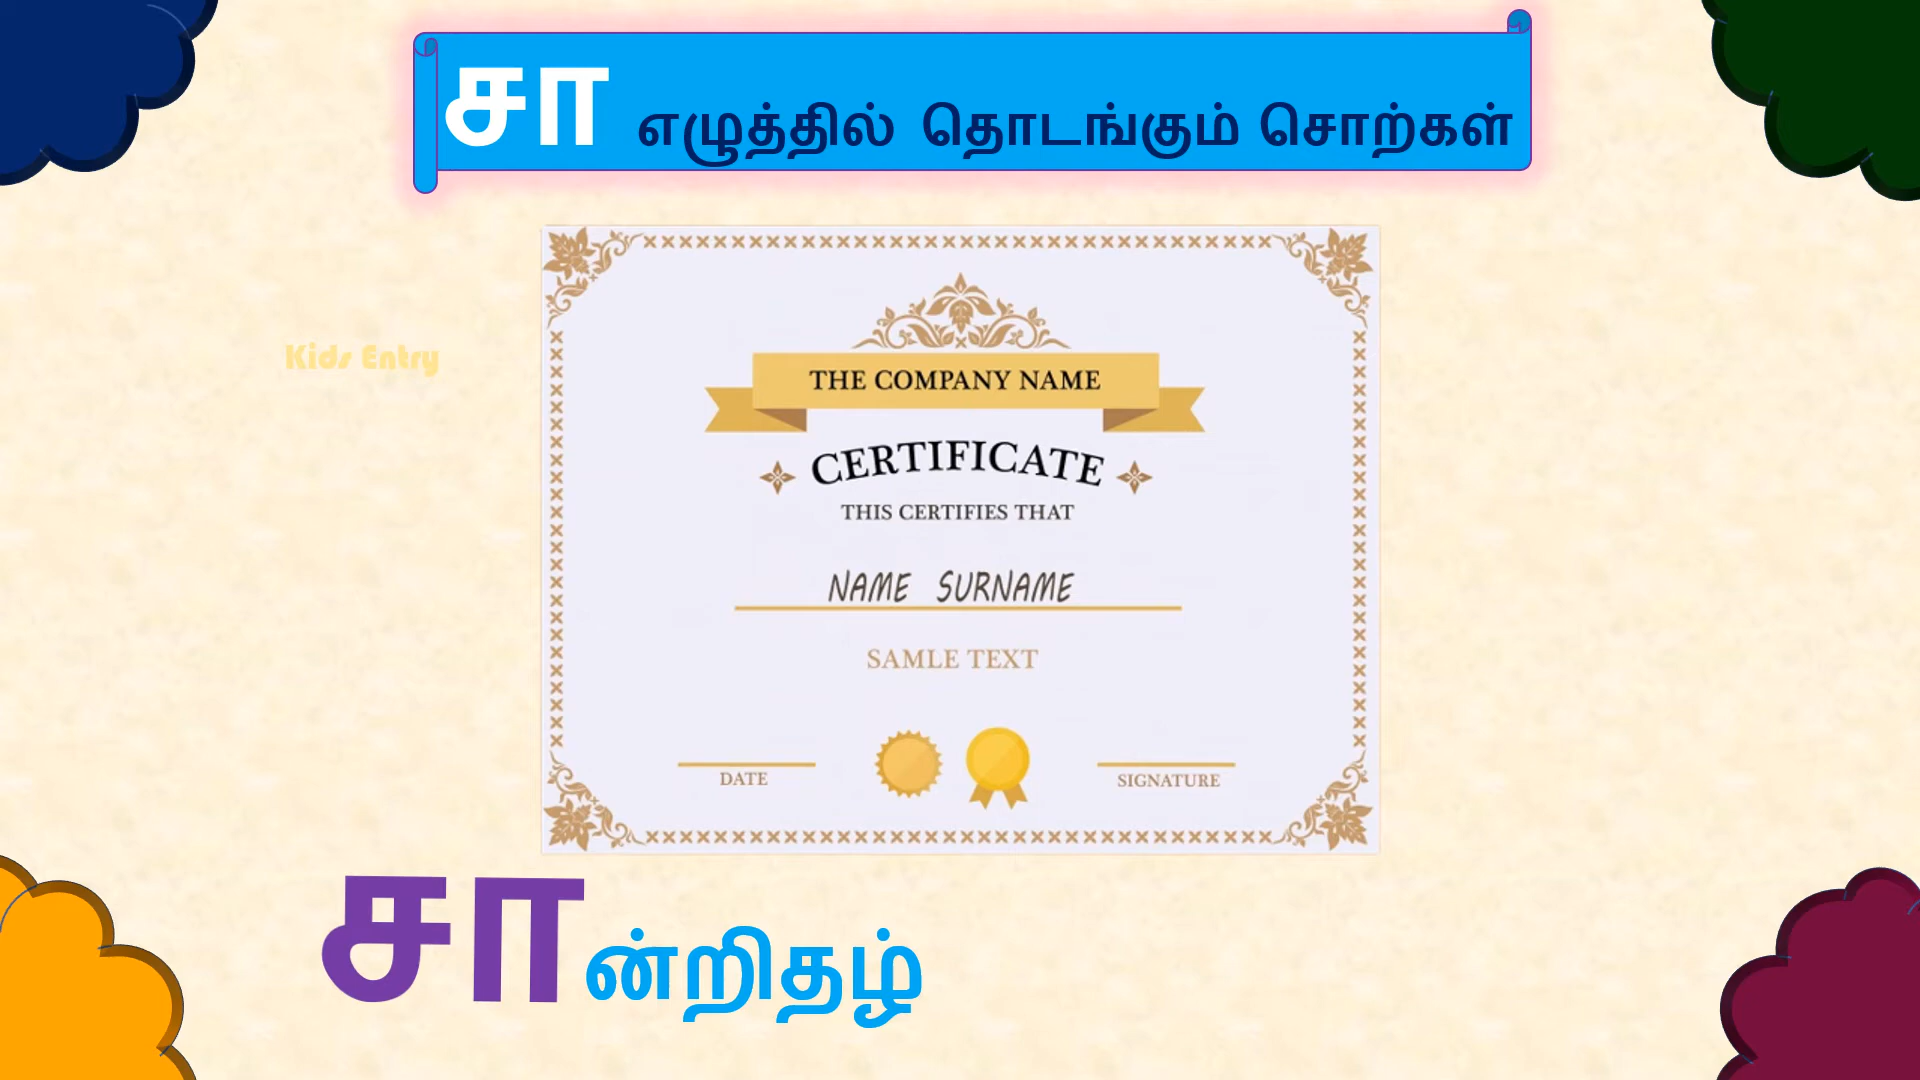 சா எழுத்தில் தொடங்கும் சொற்கள்
Kids Entry
THE COMPANY NAME
CERTIFICATE
THIS CERTIFIES THAT
NAME SURNAME
SAMLE TEXT
DATE
SIGNATURE
சான்றிதழ்